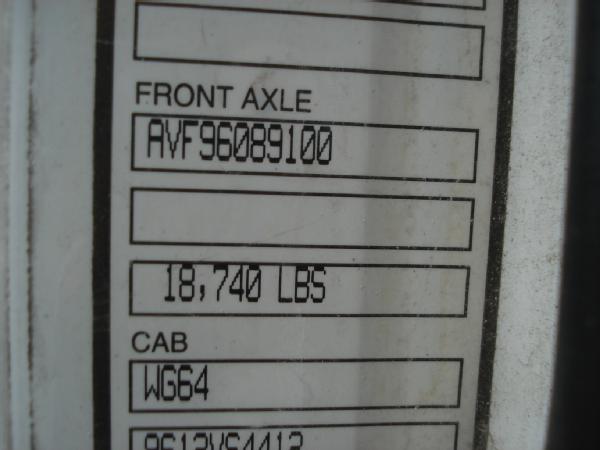 FRONT AXLE
AVF96089100
18,740 LBS
CAB
WG64